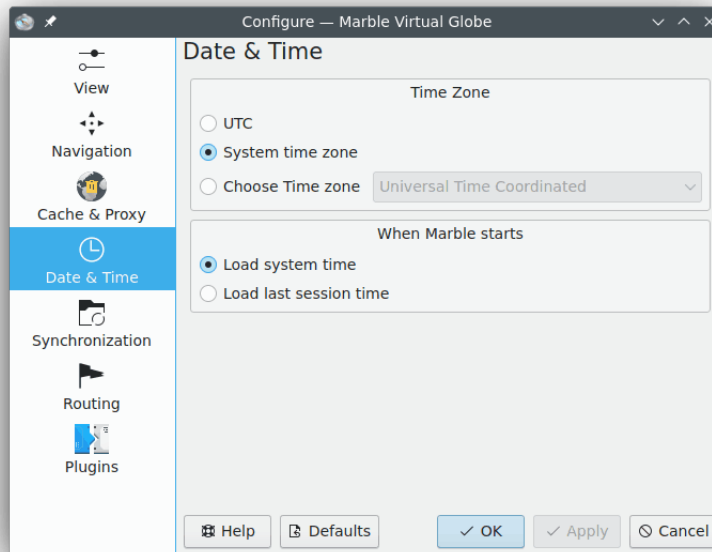 Configure — Marble Virtual Globe
View
Navigation
Cache & Proxy
Date & Time
Synchronization
Routing
Plugins
Date & Time
Time Zone
UTC
System time zone
Choose Time zone Universal Time Coordinated
When Marble starts
Load system time
Load last session time
Help Defaults OK Apply Cancel